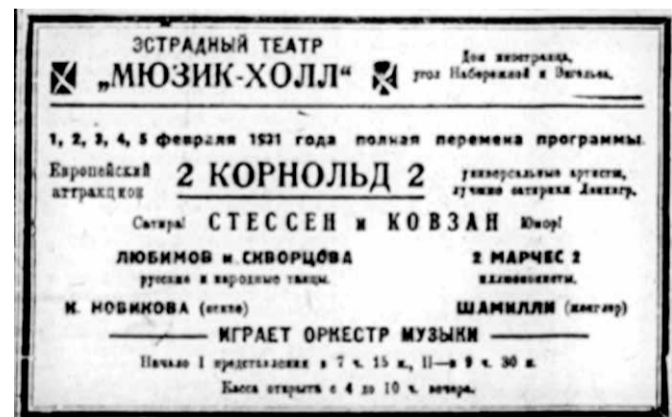 ЭСТРАДНЫЙ ТЕАТР
„МЮЗИК-ХОЛЛ“
Дом иностранца,
угол Набережной и Энгельса.
1, 2, 3, 4, 5 февраля 1931 года полная перемена программы.
Европейский аттракцион
2 КОРНОЛЬД 2
универсальные артисты,
лучшие сатирики Ленингр.
Сатира! СТЕССЕН и КОВЗАН Юмор!
ЛЮБИМОВ и СКВОРЦОВА
русские и народные танцы.
2 МАРЧЕС 2
иллюзионисты.
НОВИКОВА
ШАМИЛЛИ (жонглер)
ИГРАЕТ ОРКЕСТР МУЗЫКИ
Начало I представления в 7 ч. 15 м., II—в 9 ч. 30 м.
Касса открыта с 4 до 10 ч. вечера.